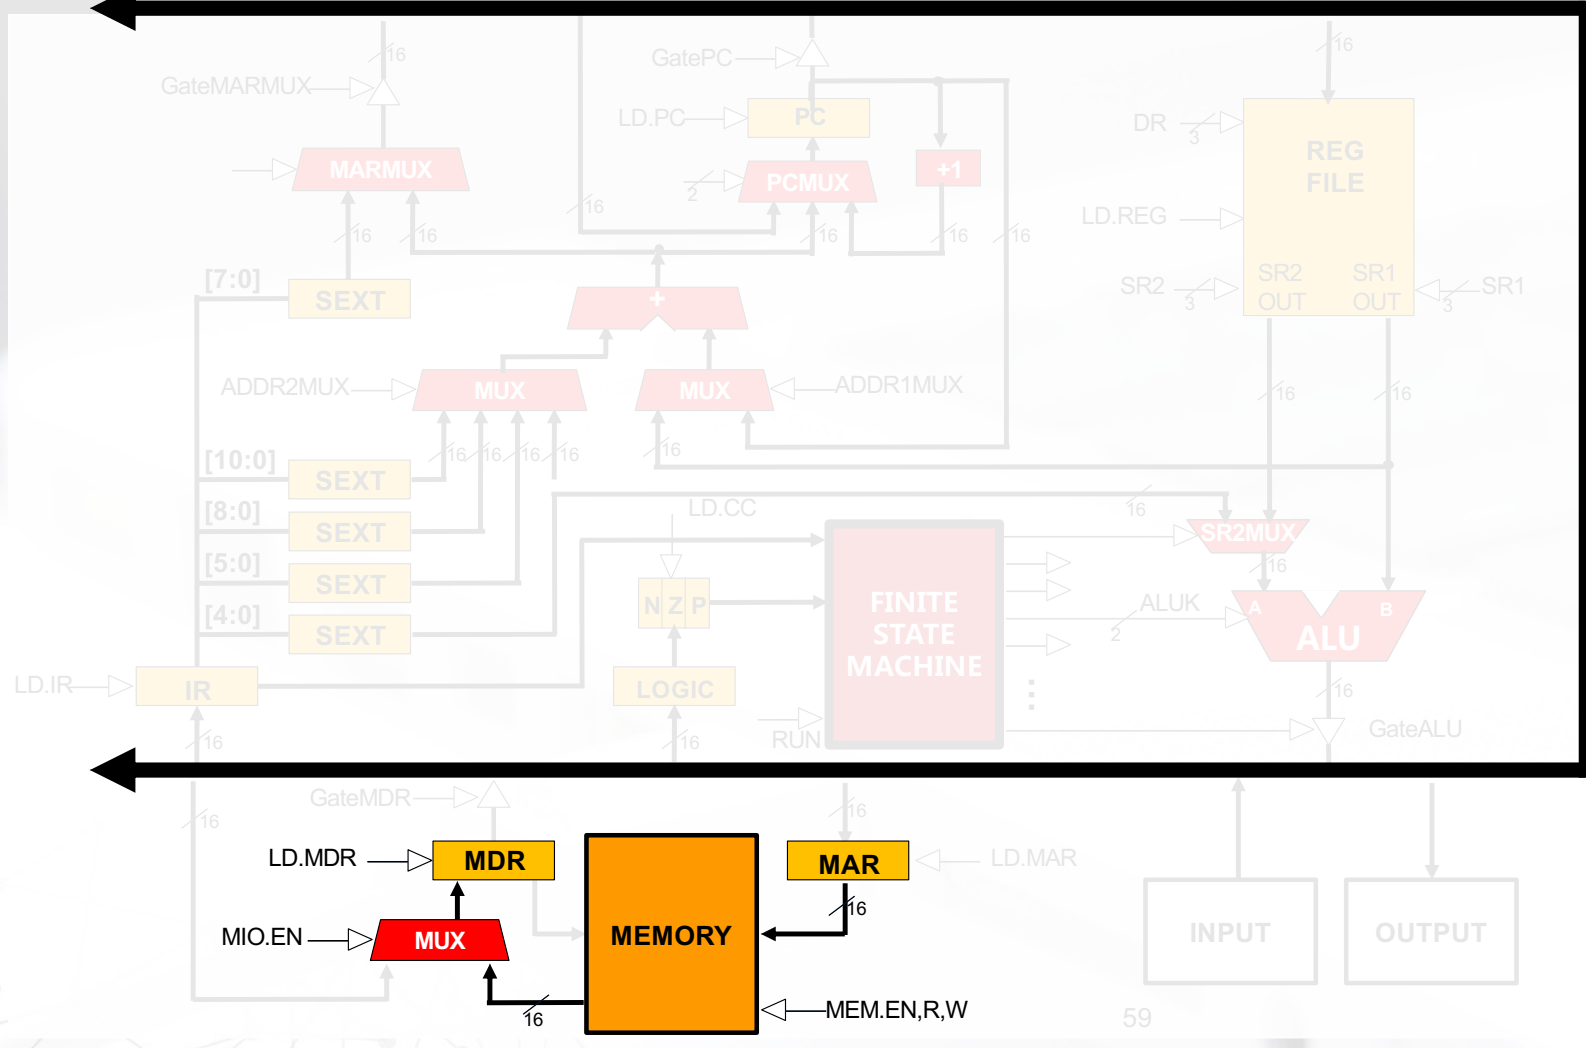 16
16
GatePC
GateMARMUX
LD.PC
PC
DR
3
REG
FILE
MARMUX
PCMUX
+1
2
16
16
16
16
16
16
LD.REG
[7:0]
SEXT
+
SR2
3
SR2
OUT
SR1
OUT
3
SR1
ADDR2MUX
MUX
MUX
ADDR1MUX
16
16
[10:0]
SEXT
16
16
16
16
16
[8:0]
SEXT
LD.CC
16
SR2MUX
16
[5:0]
SEXT
N Z P
FINITE
STATE
MACHINE
ALUK
2
A
B
ALU
[4:0]
SEXT
LD.IR
IR
LOGIC
16
16
16
RUN
GateALU
GateMDR
16
16
LD.MDR
MDR
MAR
LD.MAR
16
MIO.EN
MUX
MEMORY
INPUT
OUTPUT
16
MEM.EN,R,W
59